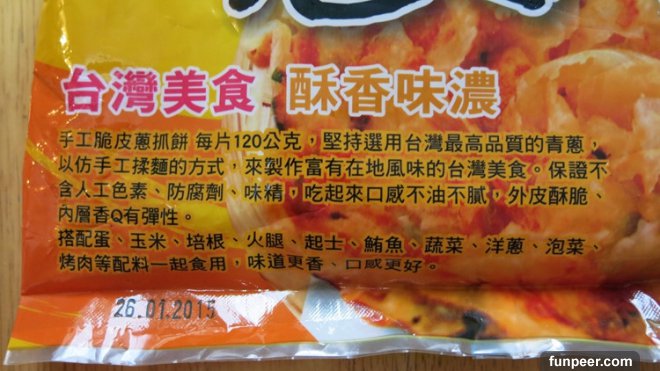 台灣美食 酥香味濃
手工脆皮蔥抓餅 每片120公克，堅持選用台灣最高品質的青蔥，
以仿手工揉麵的方式，來製作富有在地風味的台灣美食。保證不
含人工色素、防腐劑、味精，吃起來口感不油不膩，外皮酥脆、
內層香Q有彈性。
搭配蛋、玉米、培根、火腿、起士、鮪魚、蔬菜、洋蔥、泡菜、
烤肉等配料一起食用，味道更香、口感更好。
26.01.2015
funpeer.com